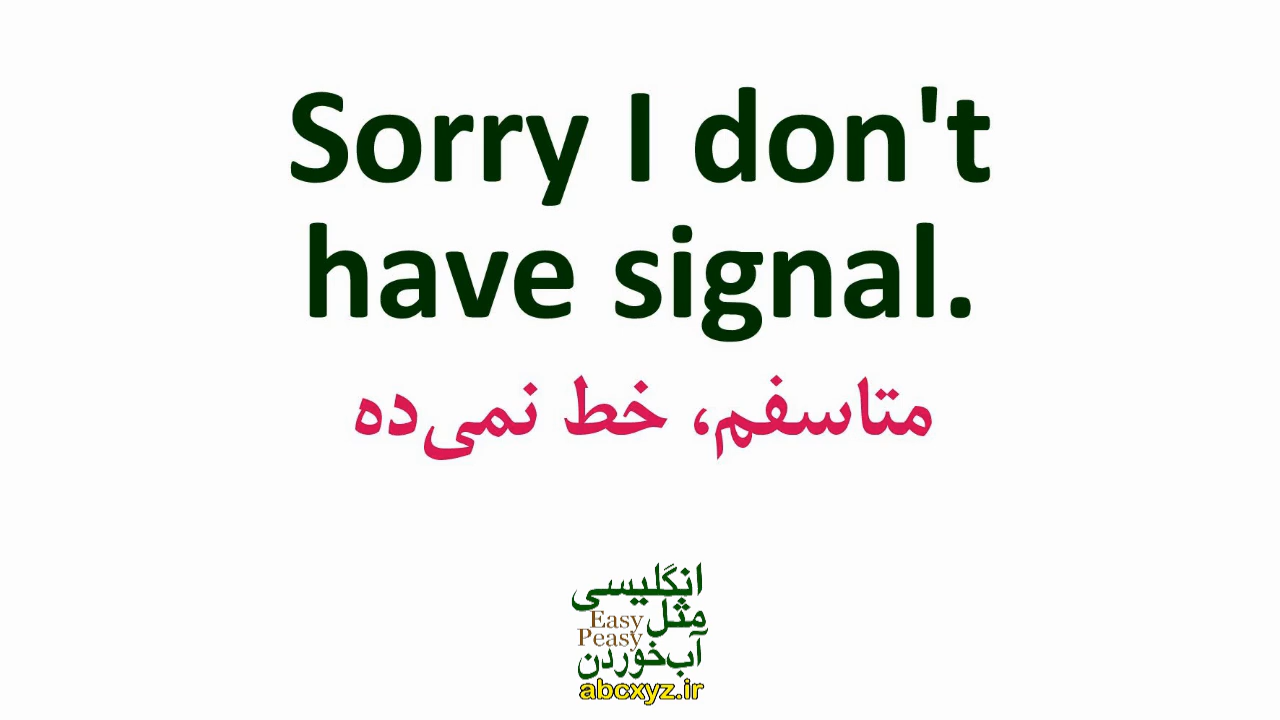 Sorry I don't
have signal.
متاسفم، خط نمی‌ده
انگلیسی
مثل
Easy
Peasy
آب‌خوردن
abcxyz.ir